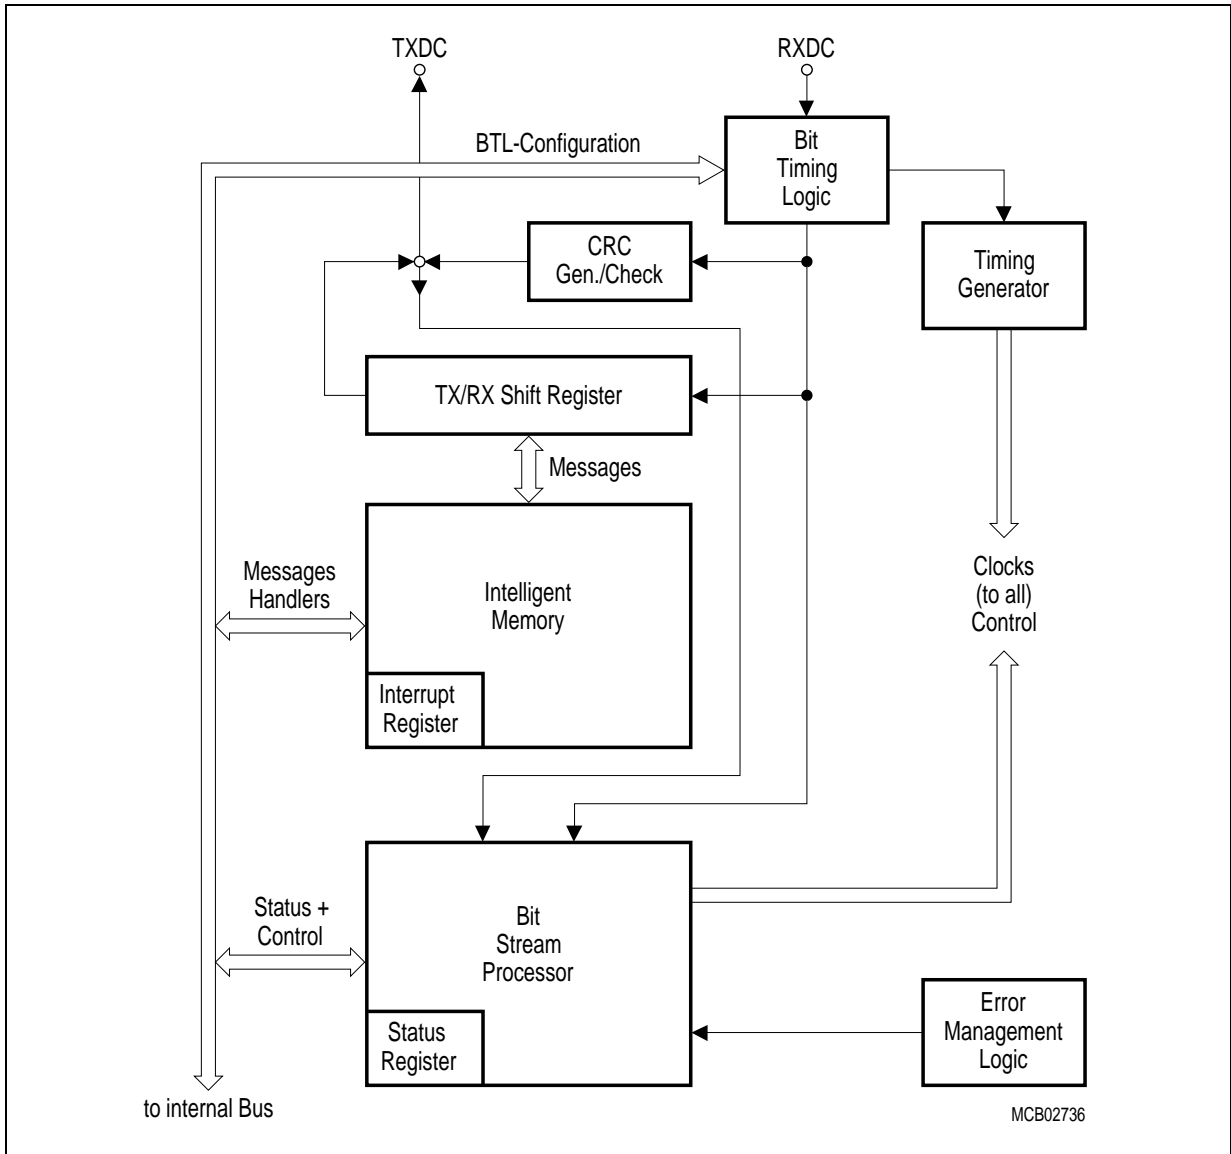 TXDC
RXDC
BTL-Configuration
Bit
Timing
Logic
CRC
Gen./Check
Timing
Generator
TX/RX Shift Register
Messages
Messages
Handlers
Intelligent
Memory
Clocks
(to all)
Control
Interrupt
Register
Status +
Control
Bit
Stream
Processor
Status
Register
Error
Management
Logic
to internal Bus
MCB02736